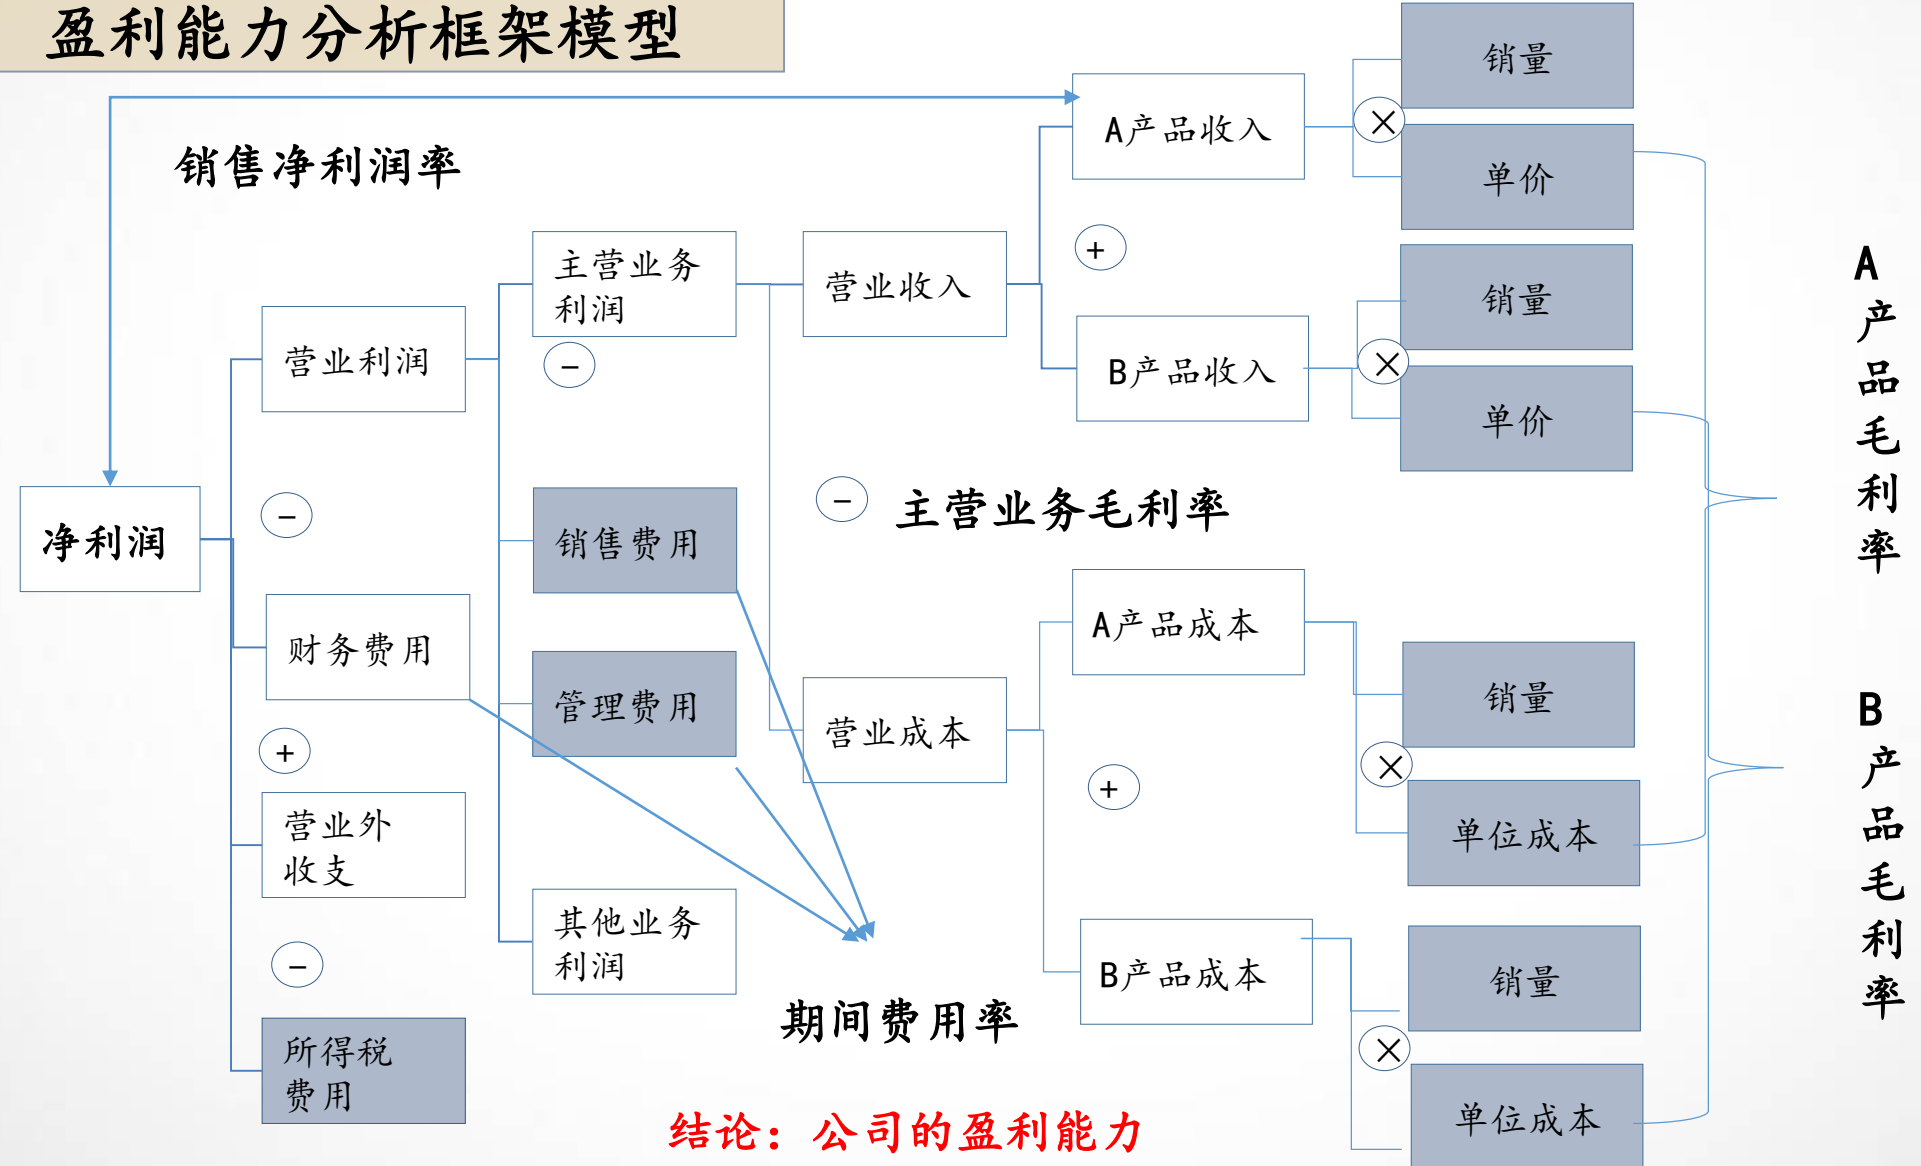 盈利能力分析框架模型
销售净利润率
净利润
营业利润
−
财务费用
+
营业外
收支
−
所得税
费用
主营业务
利润
−
销售费用
管理费用
其他业务
利润
营业收入
−
主营业务毛利率
营业成本
期间费用率
A产品收入
+
B产品收入
A产品成本
+
B产品成本
销量
×
单价
销量
×
单价
销量
×
单位成本
销量
×
单位成本
A
产
品
毛
利
率
B
产
品
毛
利
率
结论：公司的盈利能力